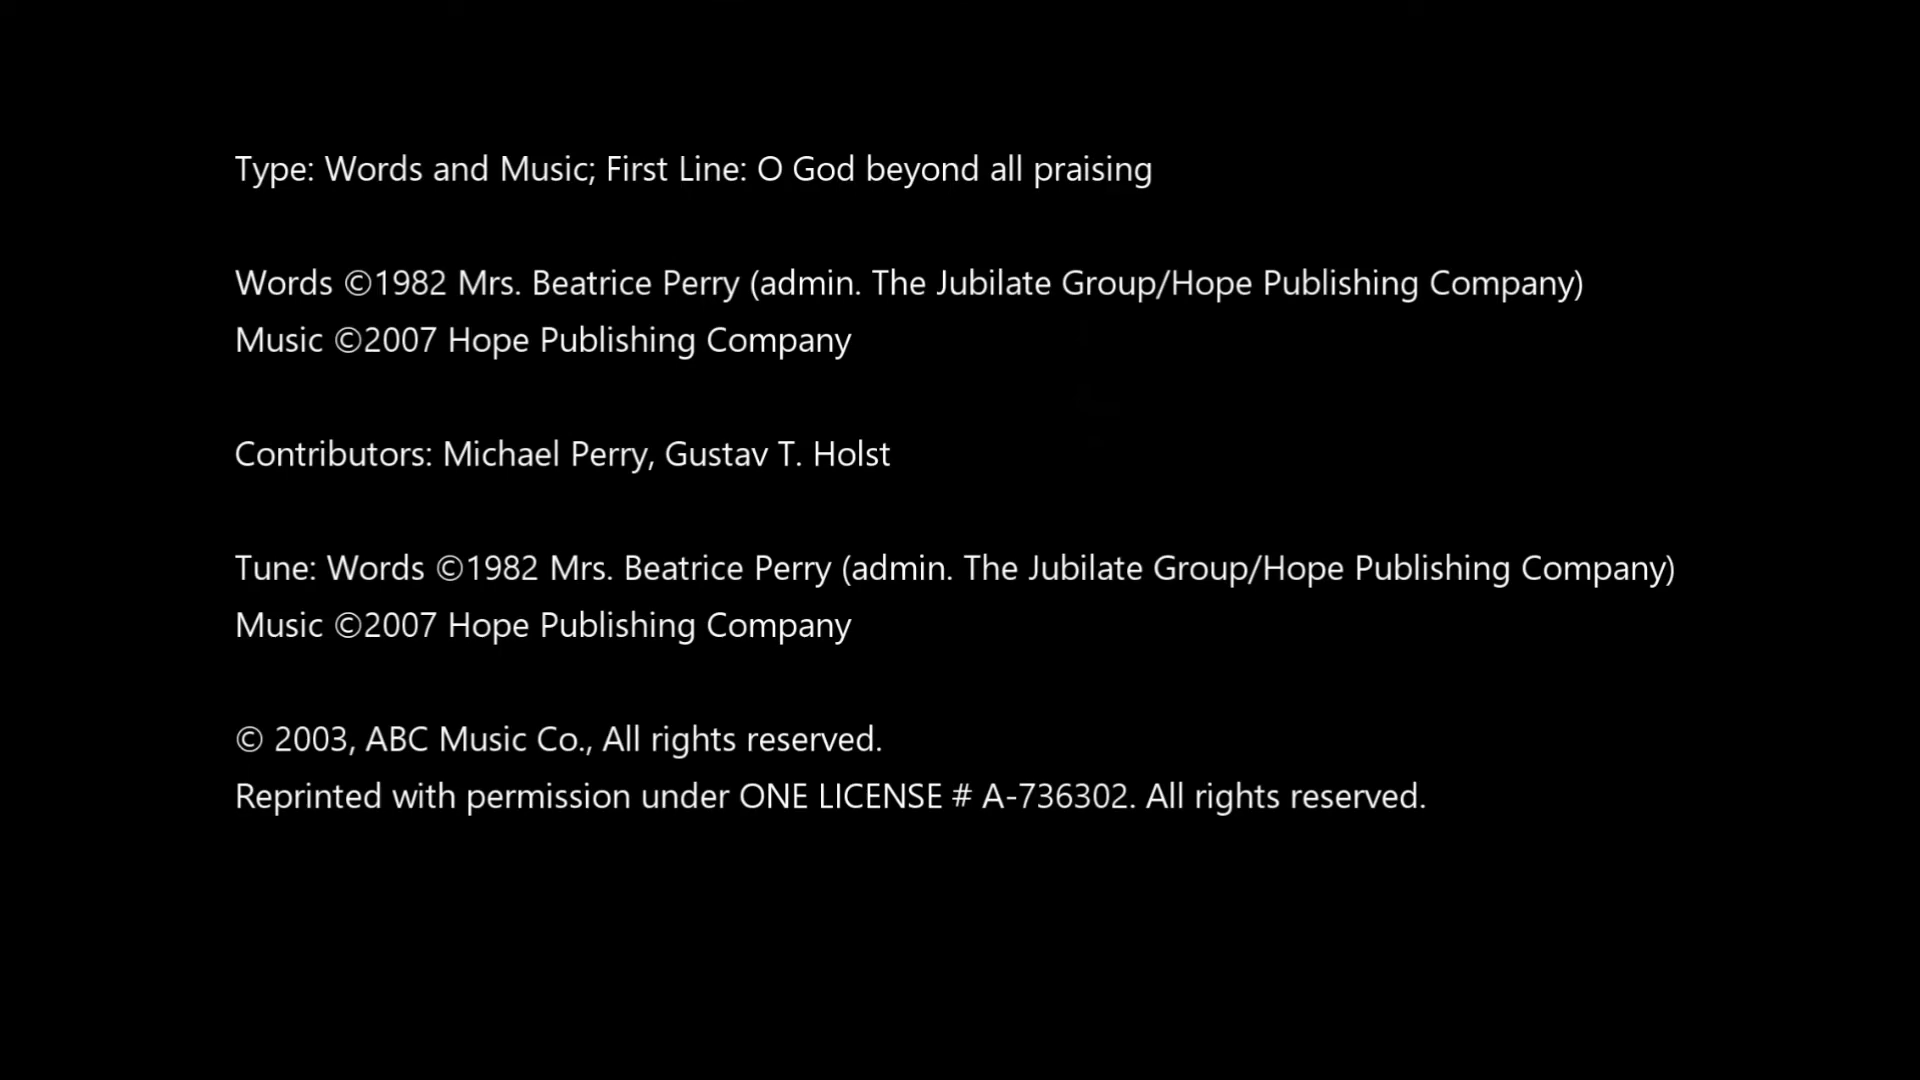 Type: Words and Music; First Line: O God beyond all praising
Words ©1982 Mrs. Beatrice Perry (admin. The Jubilate Group/Hope Publishing Company)
Music ©2007 Hope Publishing Company
Contributors: Michael Perry, Gustav T. Holst
Tune: Words ©1982 Mrs. Beatrice Perry (admin. The Jubilate Group/Hope Publishing Company)
Music ©2007 Hope Publishing Company
© 2003, ABC Music Co., All rights reserved.
Reprinted with permission under ONE LICENSE # A-736302. All rights reserved.